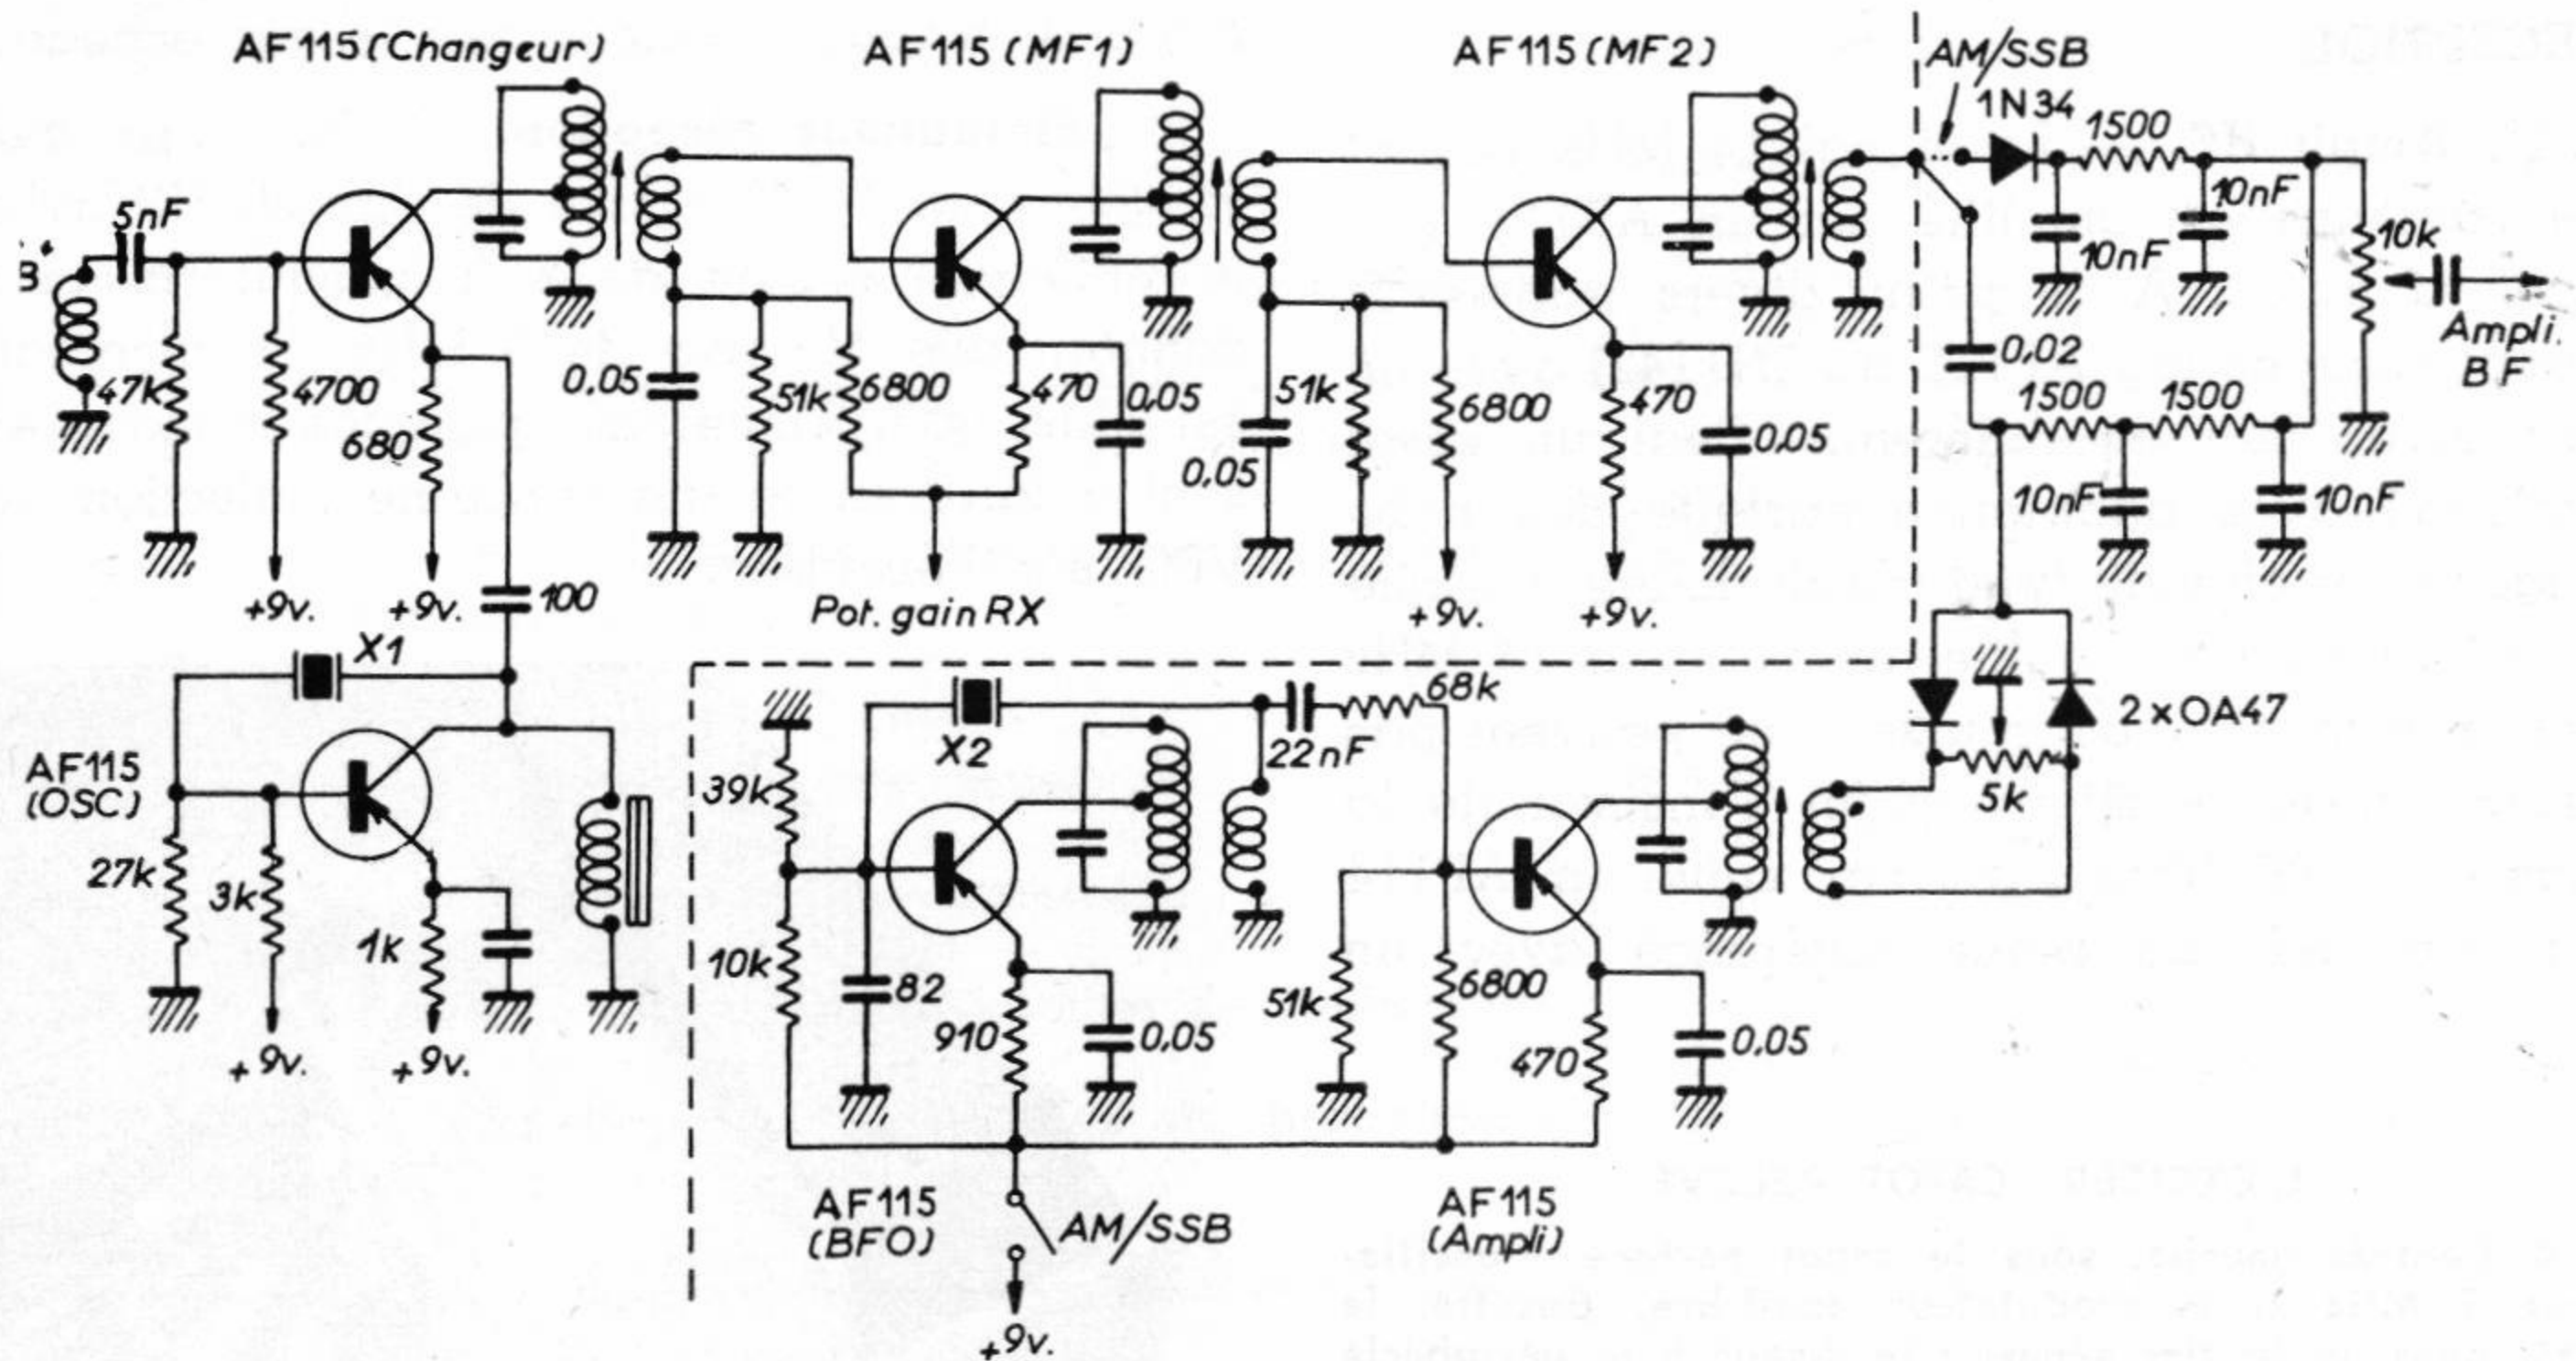 AF115 (Changeur)
AF115 (MF1)
AF115 (MF2)
AM/SSB
1N34
1500
10nF
10nF
10k
Ampli.
BF
5nF
B
47k
4700
680
+9v.
+9v.
100
0,05
51k
6800
470
0,05
Pot. gain RX
0,05
51k
6800
470
0,05
+9v.
+9v.
0,02
1500
1500
10nF
10nF
X1
AF115
(OSC)
27k
3k
1k
+9v.
+9v.
39k
10k
X2
22nF
68k
82
910
0,05
51k
6800
470
0,05
5k
2xOA47
AF115
(BFO)
AM/SSB
+9v.
AF115
(Ampli)